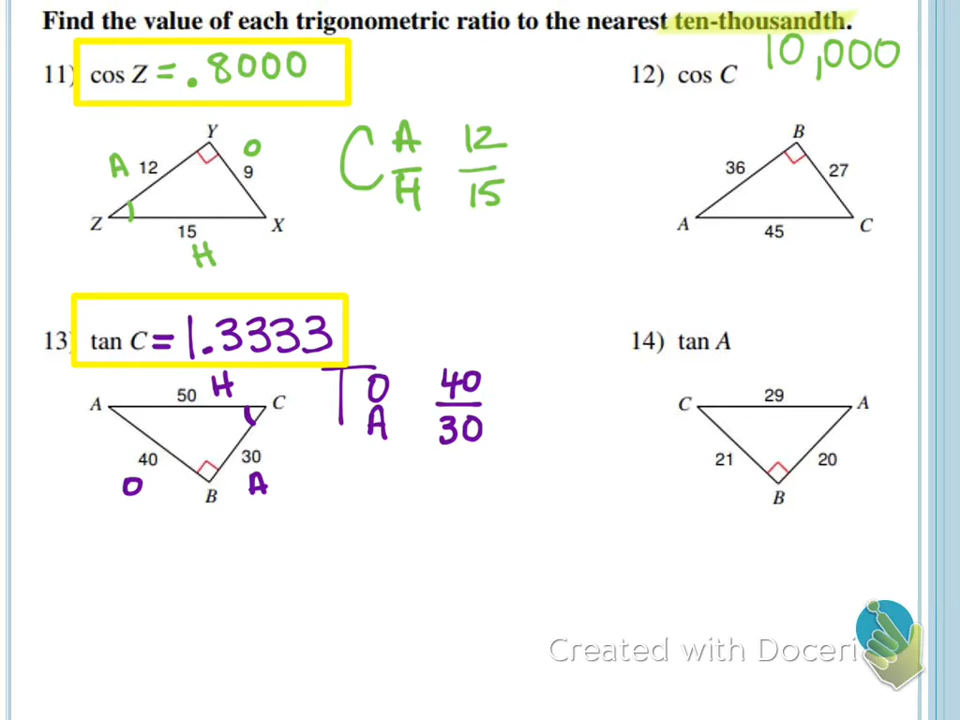 Find the value of each trigonometric ratio to the nearest ten-thousandth.
10,000
11) cos Z = .8000
12) cos C
Y
O
A 12
9
Z
15
X
H
C A/H 12/15
B
36
27
A
45
C
13) tan C = 1.3333
14) tan A
50 H
A
C
40
30
O
B
A
T O/A 40/30
29
C
A
21
20
B
Created with Doceri